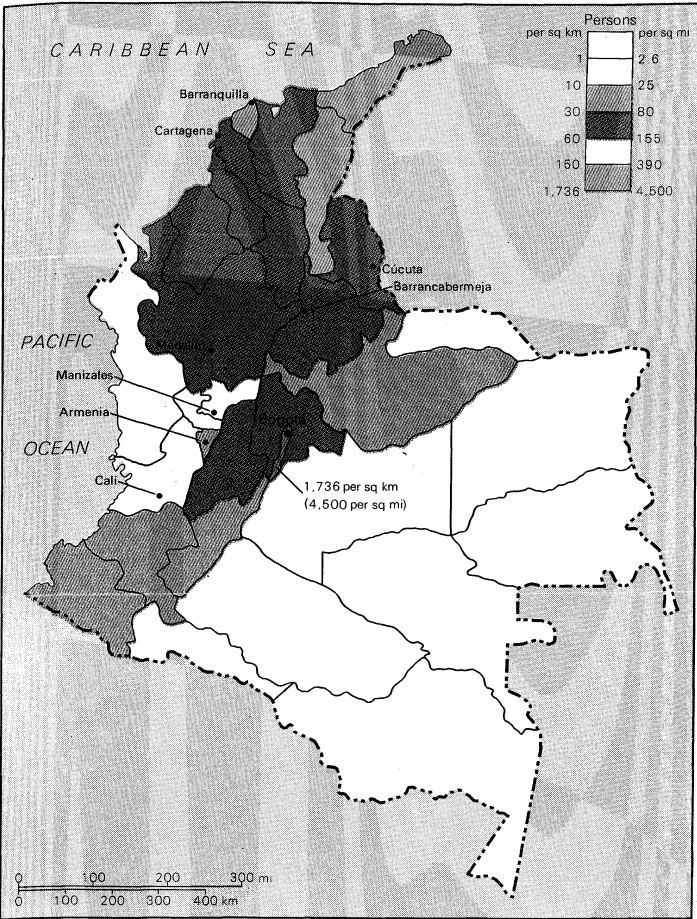 Persons
per sq km per sq mi
CARIBBEAN SEA
1 2 6
10 25
30 80
60 155
150 390
1,736 4,500
Barranquilla
Cartagena
Cúcuta
Barrancabermeja
PACIFIC
Medellín
Manizales
Armenia
Bogotá
OCEAN
Cali
1,736 per sq km
(4,500 per sq mi)
0 100 200 300 mi
0 100 200 300 400 km